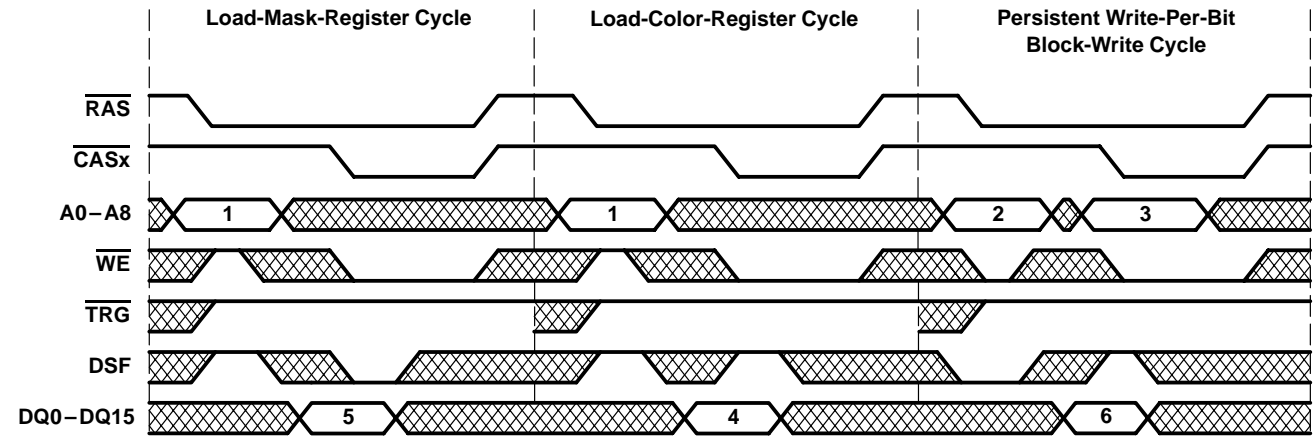 Load-Mask-Register Cycle Load-Color-Register Cycle Persistent Write-Per-Bit
Block-Write Cycle
RAS
CASx
A0–A8 1 1 2 3
WE
TRG
DSF
DQ0–DQ15 5 4 6